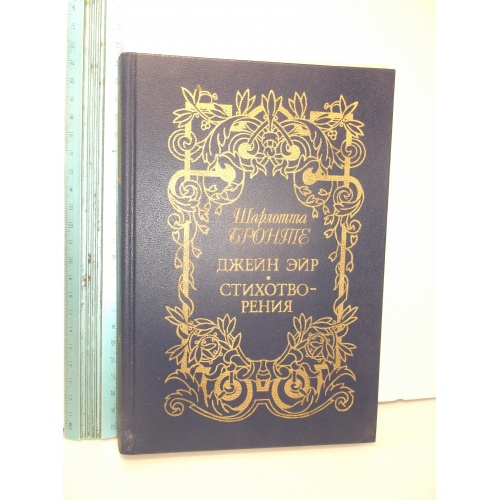 Шарлотта
БРОНТЕ
ДЖЕЙН ЭЙР
•
СТИХОТВО-
РЕНИЯ